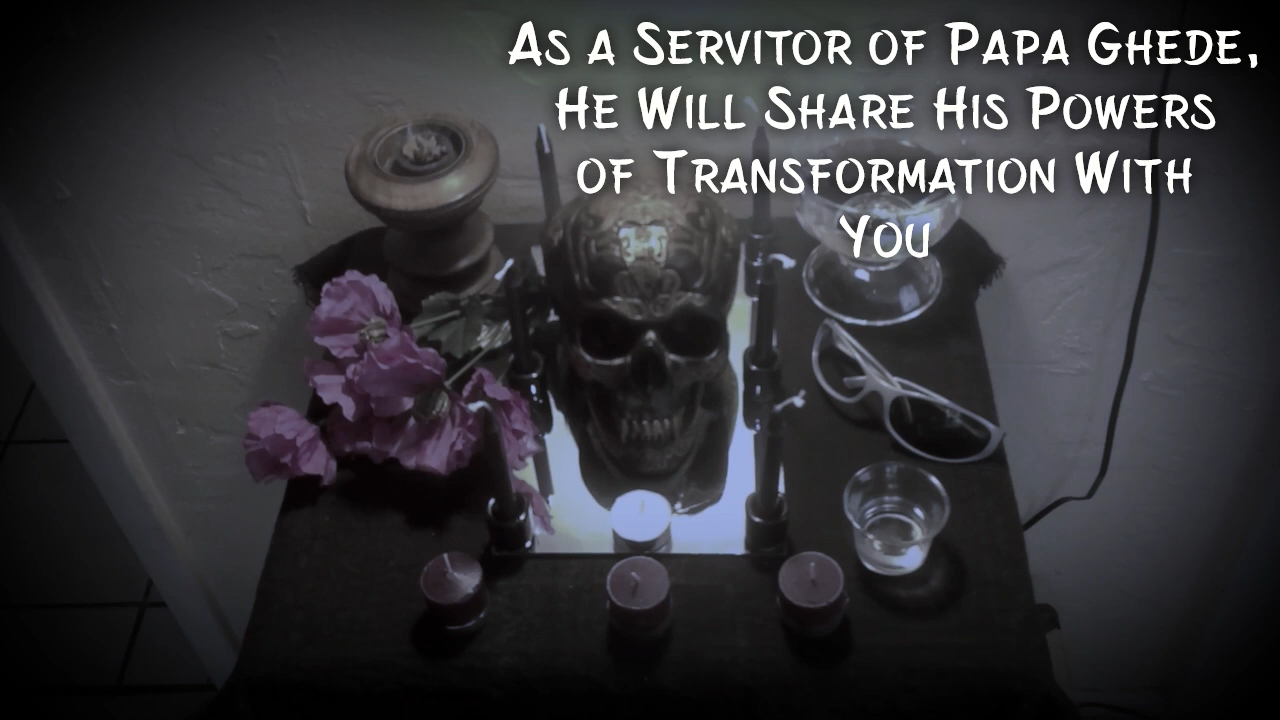 As a Servitor of Papa Ghede,
He Will Share His Powers
of Transformation With
You